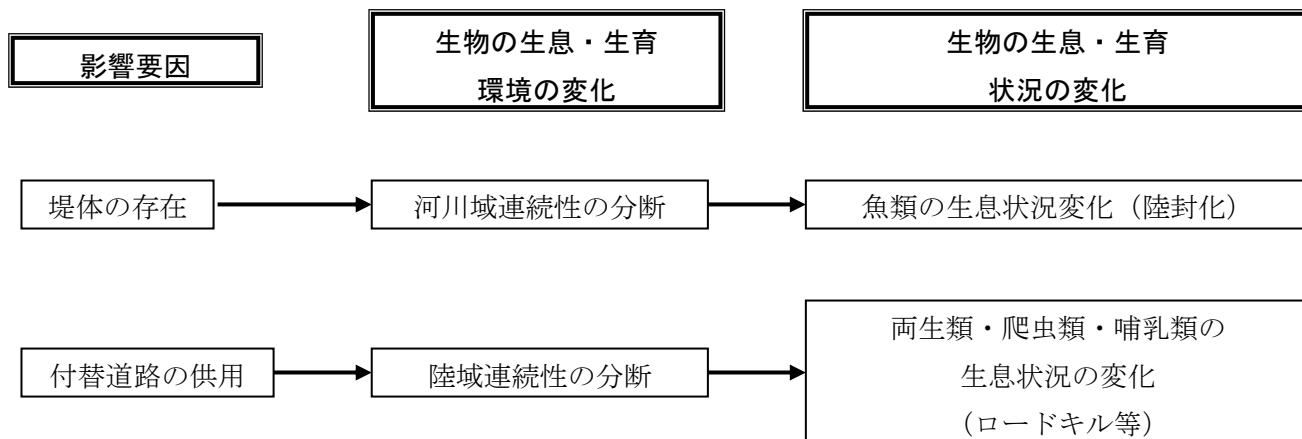 影響要因
生物の生息・生育
環境の変化
生物の生息・生育
状況の変化
堤体の存在
河川域連続性の分断
魚類の生息状況変化（陸封化）
付替道路の供用
陸域連続性の分断
両生類・爬虫類・哺乳類の
生息状況の変化
（ロードキル等）